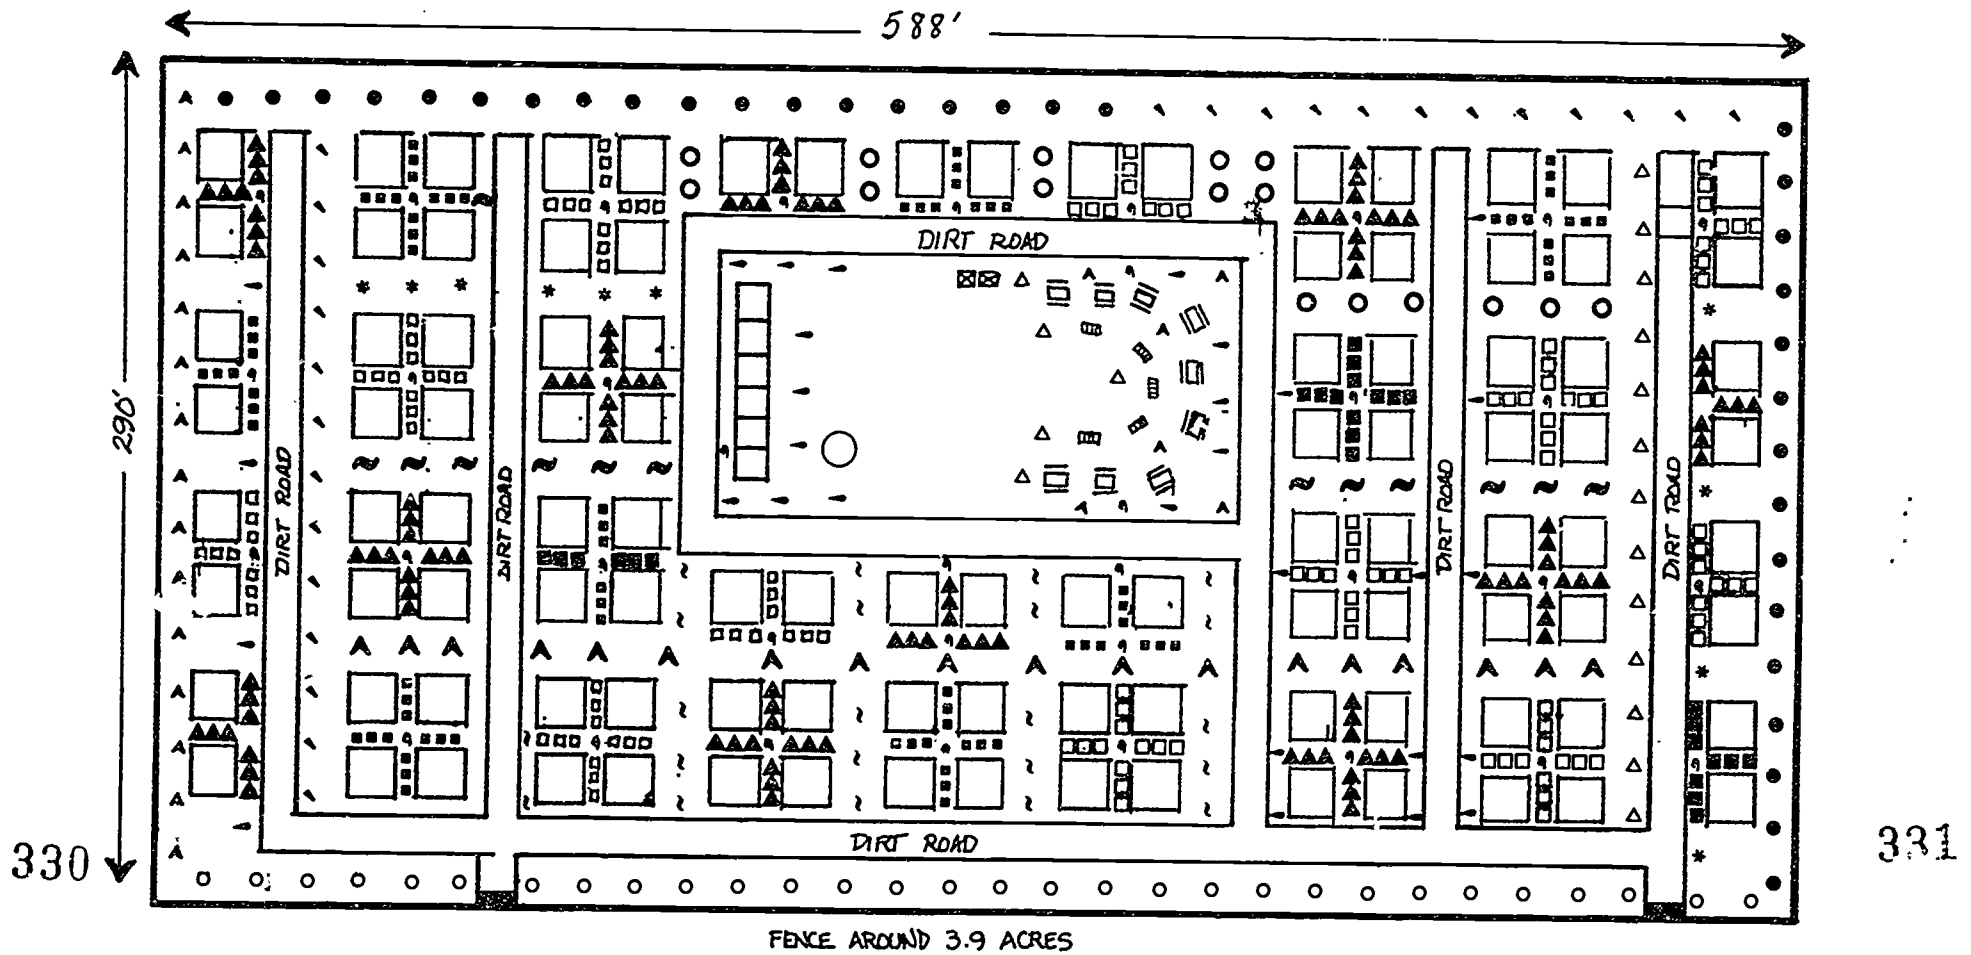 588'
290'
DIRT ROAD
DIRT ROAD
DIRT ROAD
DIRT ROAD
DIRT ROAD
DIRT ROAD
330
331
FENCE AROUND 3.9 ACRES